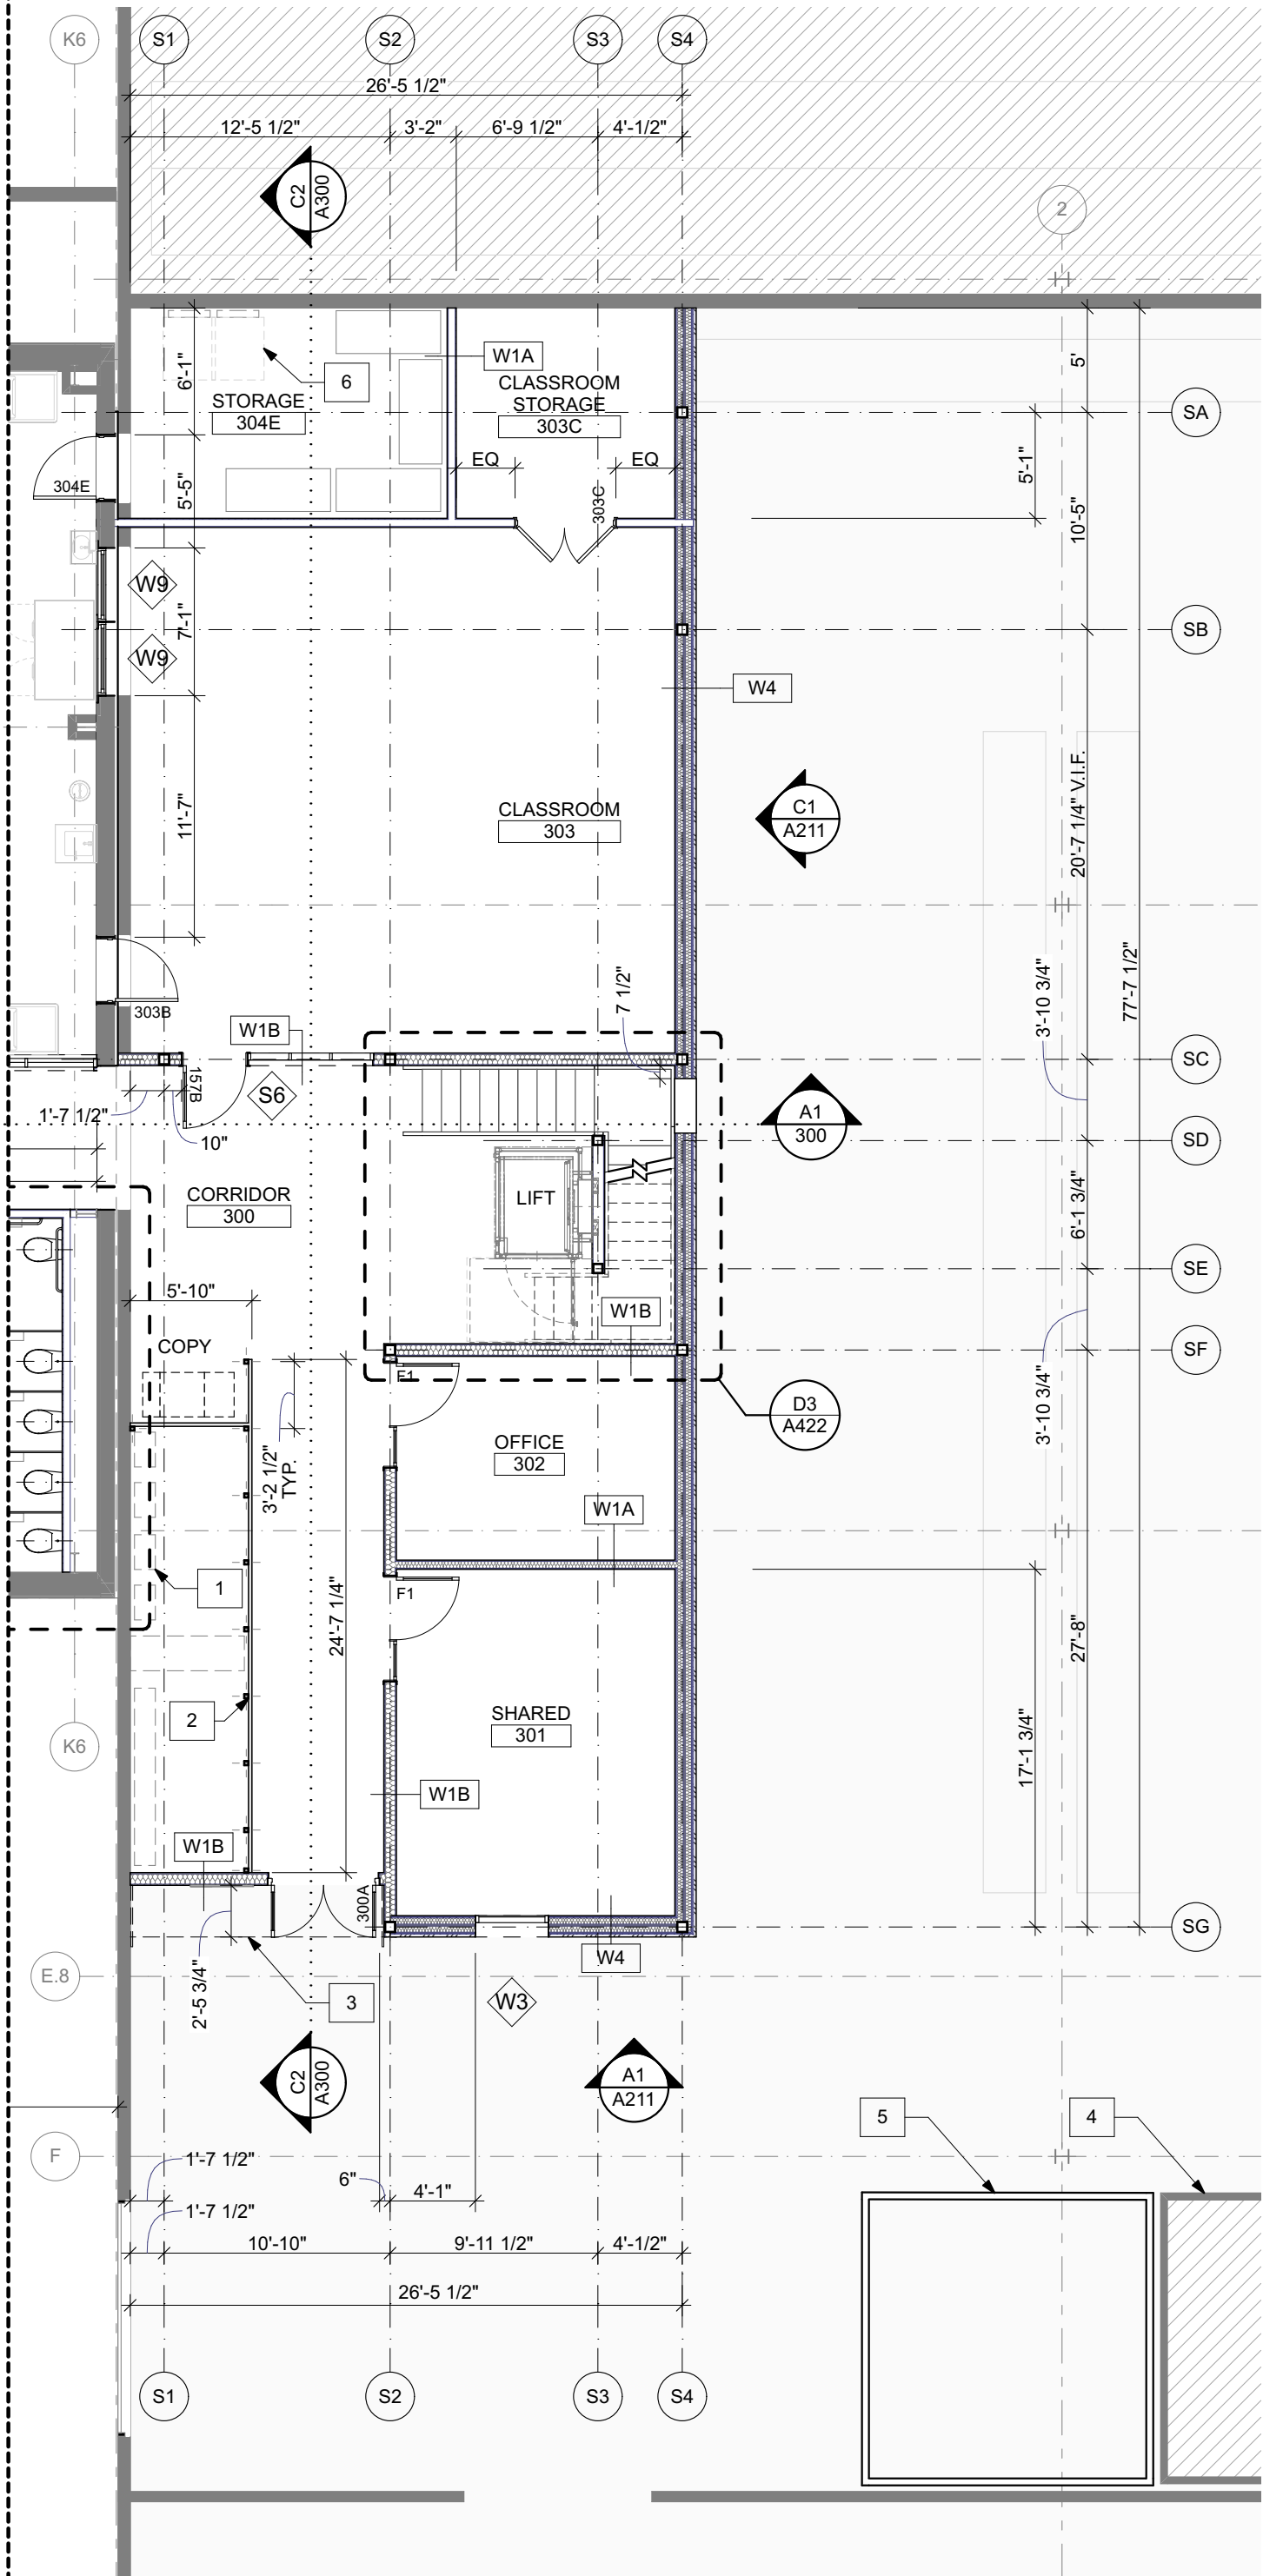 K6
S1
S2
S3
S4
26'-5 1/2"
12'-5 1/2"
3'-2"
6'-9 1/2"
4'-1/2"
C2
A300
2
6'-1"
W1A
6
STORAGE
304E
CLASSROOM
STORAGE
303C
5'
SA
EQ
EQ
5'-1"
304E
5'-5"
303C
10'-5"
W9
7'-1"
W9
SB
W4
11'-7"
CLASSROOM
303
C1
A211
20'-7 1/4" V.I.F.
77'-7 1/2"
3'-10 3/4"
7 1/2"
303B
W1B
SC
157B
S6
1'-7 1/2"
10"
A1
300
SD
LIFT
CORRIDOR
300
6'-1 3/4"
SE
5'-10"
W1B
COPY
SF
F1
D3
A422
3'-10 3/4"
OFFICE
302
3'-2 1/2"
TYP.
W1A
1
F1
24'-7 1/4"
27'-8"
2
SHARED
301
K6
17'-1 3/4"
W1B
W1B
300A
SG
W4
E.8
2'-5 3/4"
3
W3
C2
A300
A1
A211
5
4
F
1'-7 1/2"
6"
4'-1"
1'-7 1/2"
10'-10"
9'-11 1/2"
4'-1/2"
26'-5 1/2"
S1
S2
S3
S4